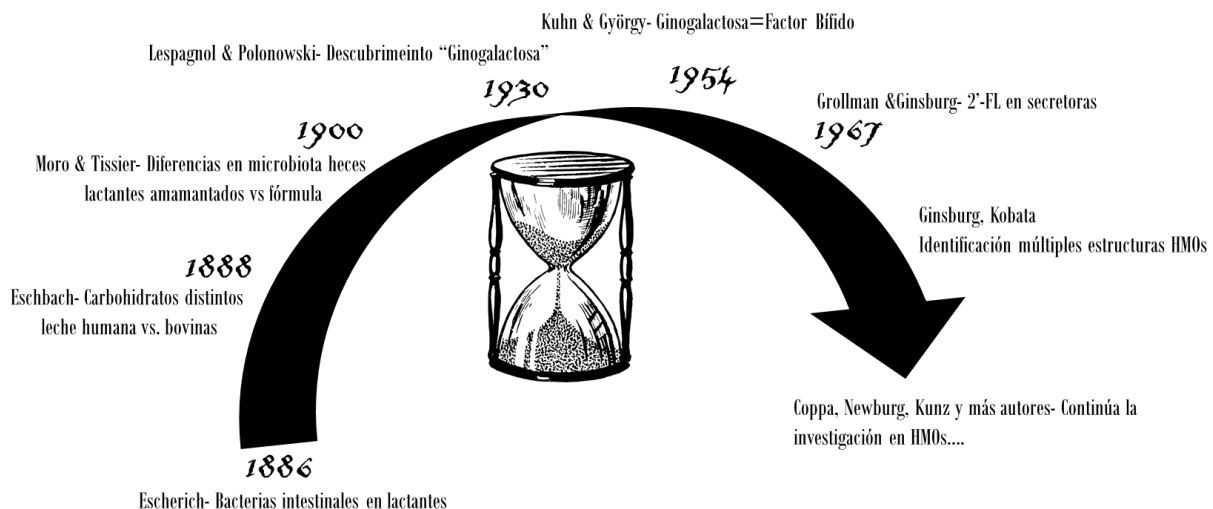 Kuhn & György- Ginogalactosa=Factor Bífido
Lespagnol & Polonowski- Descubrimeinto “Ginogalactosa”
1954
1930
Grollman &Ginsburg- 2’-FL en secretoras
1967
1900
Moro & Tissier- Diferencias en microbiota heces
lactantes amamantados vs fórmula
Ginsburg, Kobata
Identificación múltiples estructuras HMOs
1888
Eschbach- Carbohidratos distintos
leche humana vs. bovinas
Coppa, Newburg, Kunz y más autores- Continúa la
investigación en HMOs....
1886
Escherich- Bacterias intestinales en lactantes